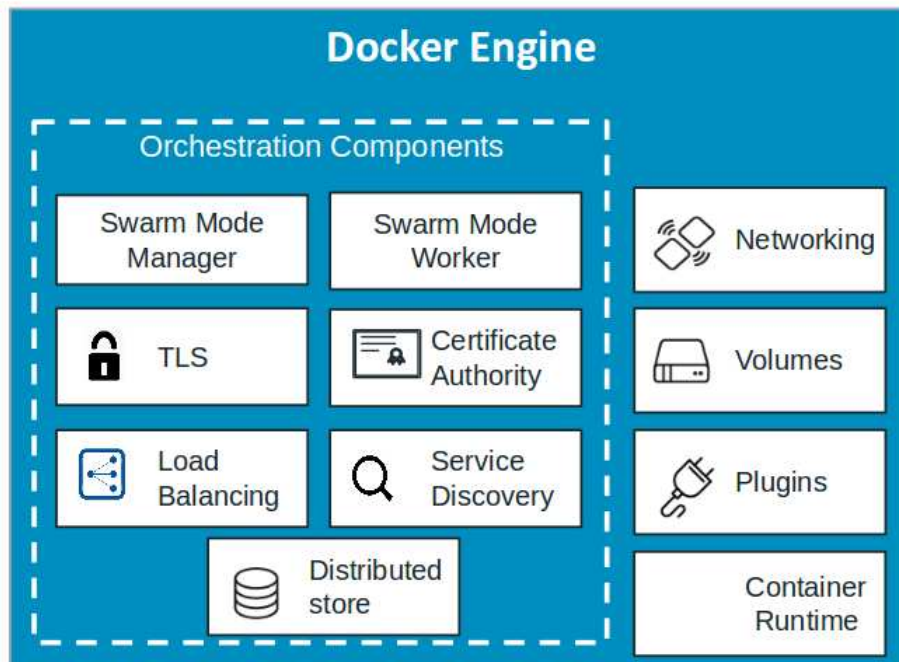 Docker Engine
Orchestration Components
Swarm Mode
Manager
Swarm Mode
Worker
TLS
Certificate
Authority
Load
Balancing
Service
Discovery
Distributed
store
Networking
Volumes
Plugins
Container
Runtime